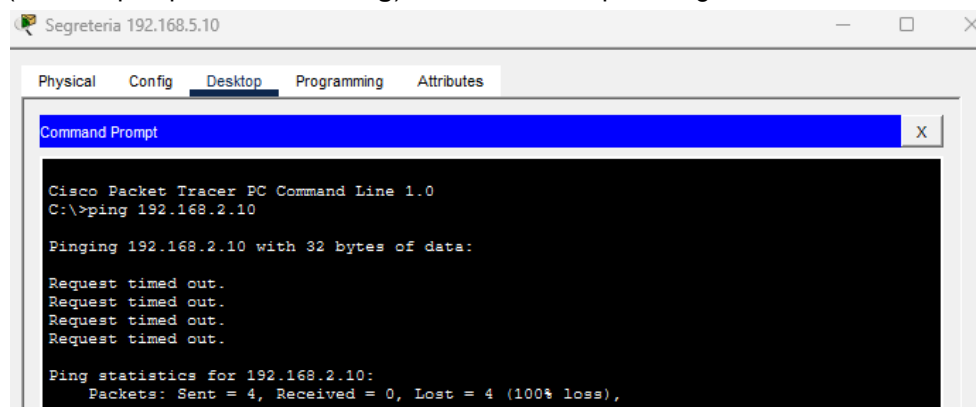 Segreteria 192.168.5.10
Physical Config Desktop Programming Attributes
Command Prompt X
Cisco Packet Tracer PC Command Line 1.0
C:\>ping 192.168.2.10
Pinging 192.168.2.10 with 32 bytes of data:
Request timed out.
Request timed out.
Request timed out.
Request timed out.
Ping statistics for 192.168.2.10:
Packets: Sent = 4, Received = 0, Lost = 4 (100% loss),